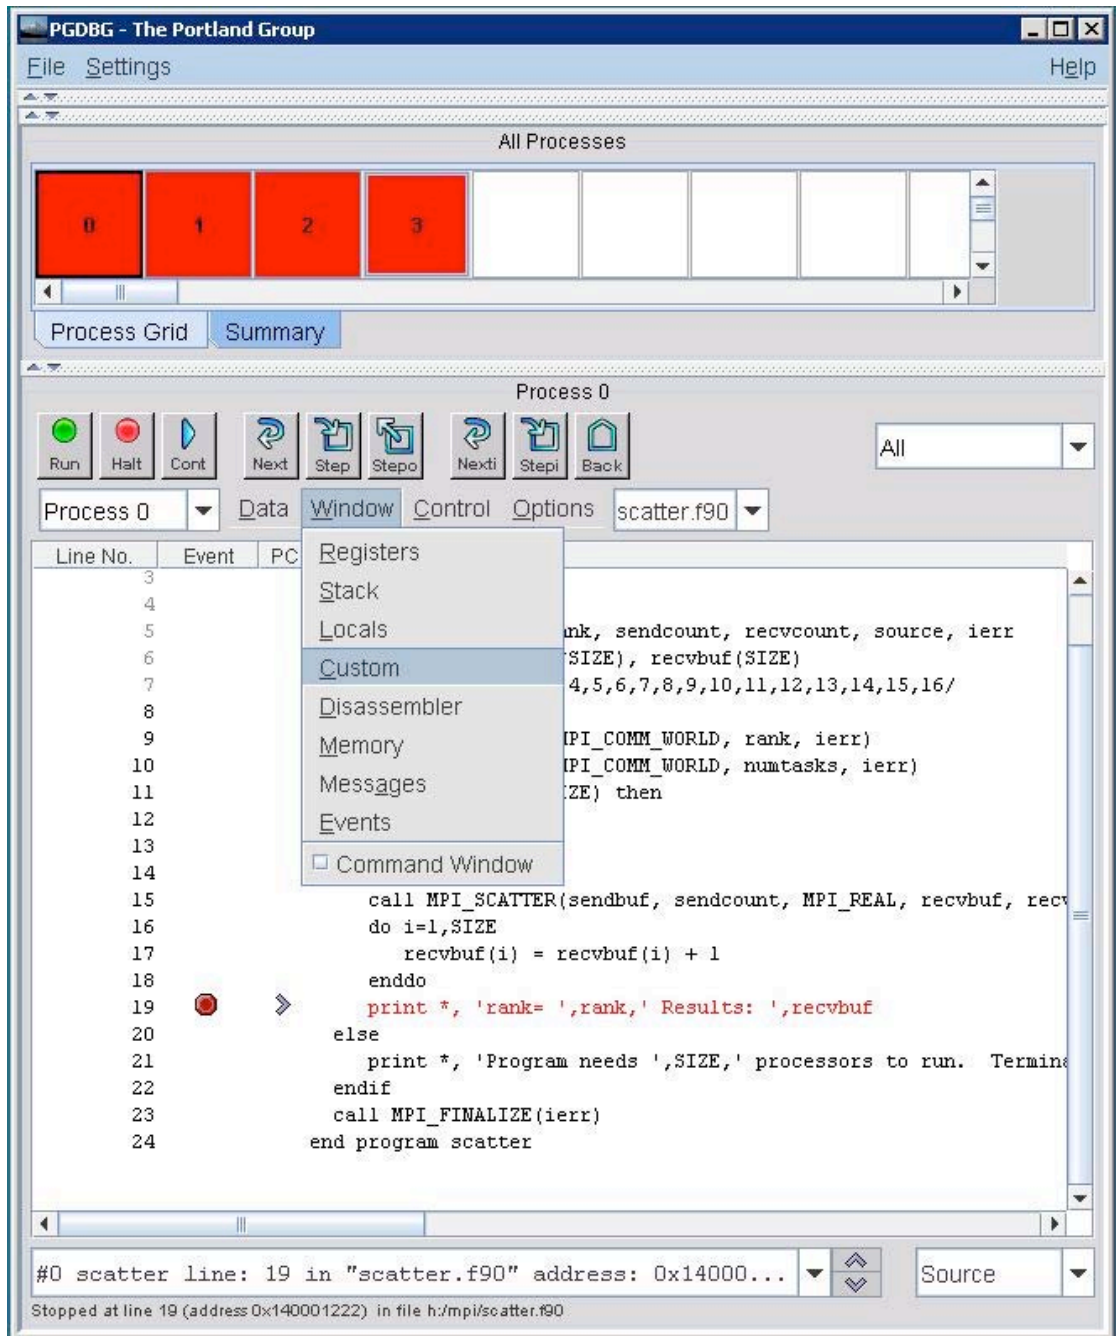 PGDBG - The Portland Group
File Settings Help
All Processes
0 1 2 3
Process Grid Summary
Process 0
Run Halt Cont Next Step Stepo Nexti Stepi Back All
Process 0 Data Window Control Options scatter.f90
Line No. Event PC
Registers
Stack
Locals
Custom
Disassembler
Memory
Messages
Events
Command Window
3
4
5 ank, sendcount, recvcount, source, ierr
6 SIZE), recvbuf(SIZE)
7 4,5,6,7,8,9,10,11,12,13,14,15,16/
8
9 MPI_COMM_WORLD, rank, ierr)
10 MPI_COMM_WORLD, numtasks, ierr)
11 IZE) then
12
13
14
15 call MPI_SCATTER(sendbuf, sendcount, MPI_REAL, recvbuf, recv
16 do i=1,SIZE
17 recvbuf(i) = recvbuf(i) + 1
18 enddo
19 print *, 'rank= ',rank,' Results: ',recvbuf
20 else
21 print *, 'Program needs ',SIZE,' processors to run. Termina
22 endif
23 call MPI_FINALIZE(ierr)
24 end program scatter
#0 scatter line: 19 in "scatter.f90" address: 0x14000... Source
Stopped at line 19 (address 0x140001222) in file h:/mpi/scatter.f90